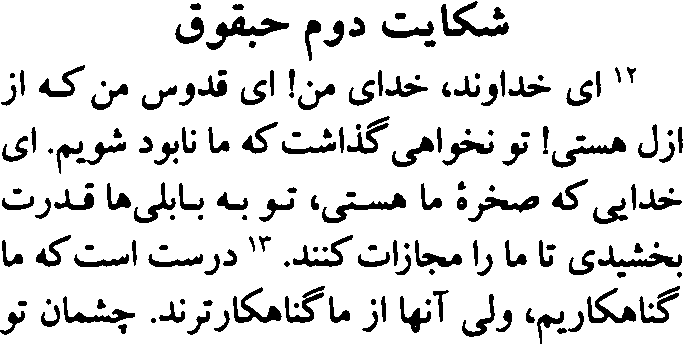 شکایت دوم حبقوق
۱۲ ای خداوند، خدای من! ای قدوس من که از
ازل هستی! تو نخواهی گذاشت که ما نابود شویم. ای
خدایی که صخرهٔ ما هستی، تو به بابلی‌ها قدرت
بخشیدی تا ما را مجازات کنند. ۱۳ درست است که ما
گناهکاریم، ولی آنها از ما گناهکارترند. چشمان تو